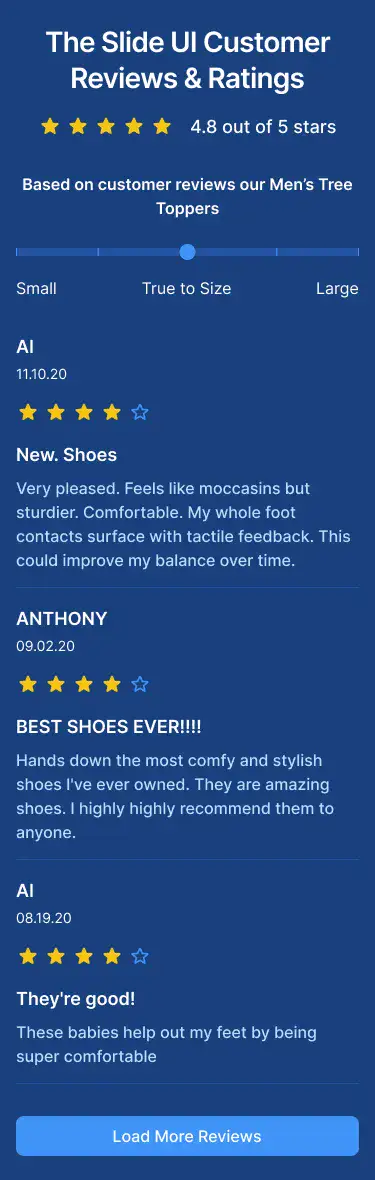 The Slide UI Customer
Reviews & Ratings
4.8 out of 5 stars
Based on customer reviews our Men’s Tree
Toppers
Small True to Size Large
Al
11.10.20
New. Shoes
Very pleased. Feels like moccasins but
sturdier. Comfortable. My whole foot
contacts surface with tactile feedback. This
could improve my balance over time.
ANTHONY
09.02.20
BEST SHOES EVER!!!!
Hands down the most comfy and stylish
shoes I've ever owned. They are amazing
shoes. I highly highly recommend them to
anyone.
Al
08.19.20
They're good!
These babies help out my feet by being
super comfortable
Load More Reviews